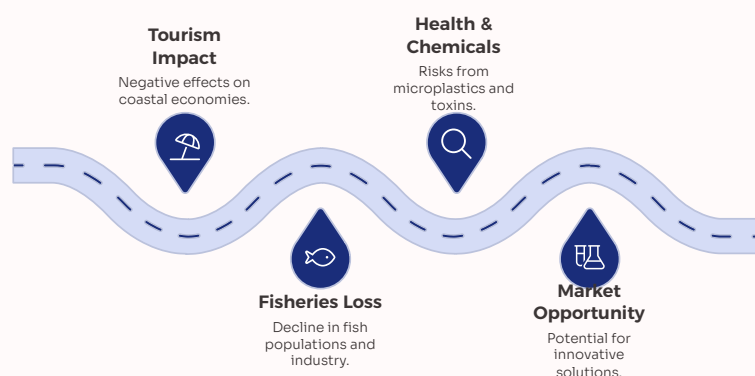 Tourism
Impact
Negative effects on
coastal economies.
Fisheries Loss
Decline in fish
populations and
industry.
Health &
Chemicals
Risks from
microplastics and
toxins.
Market
Opportunity
Potential for
innovative
solutions.